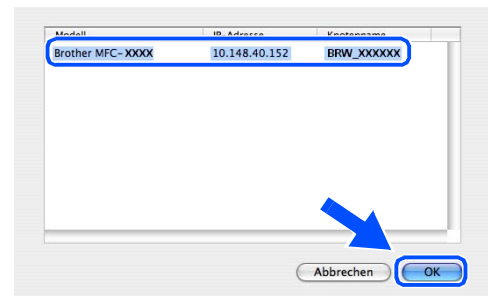 Modell IP-Adresse Knotenname
Brother MFC-XXXX 10.148.40.152 BRW_XXXXXX
Abbrechen OK